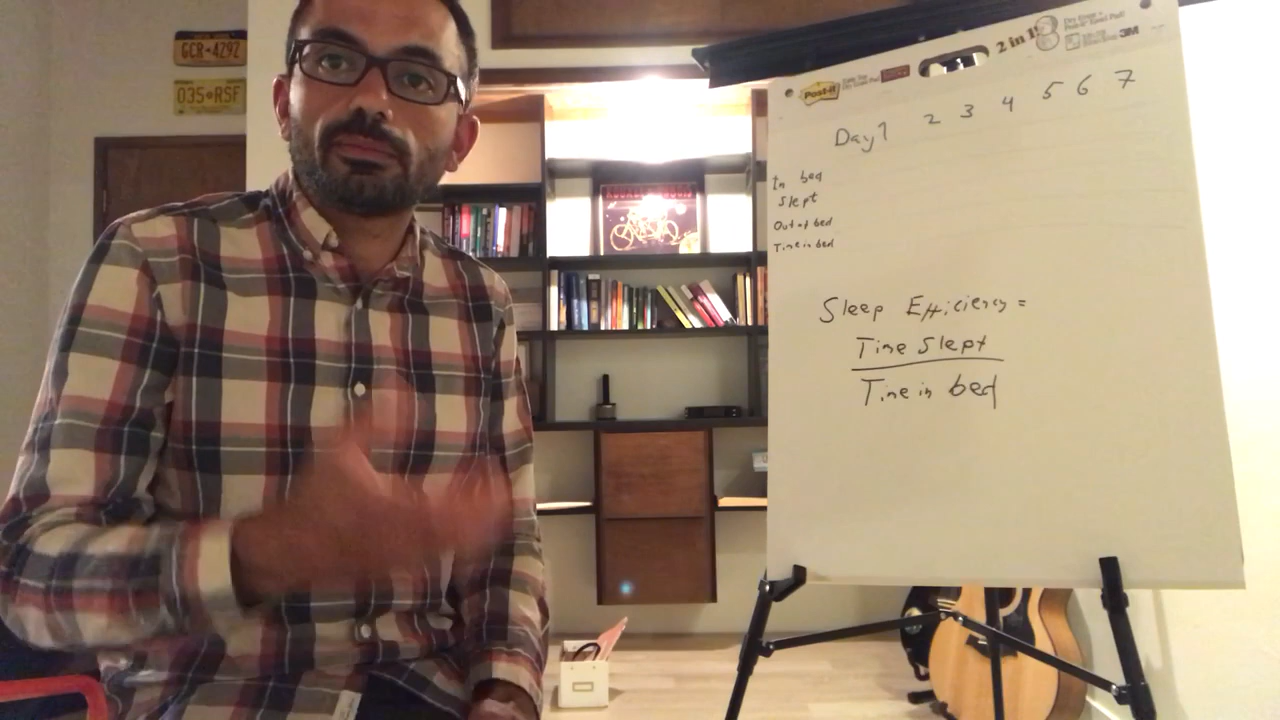 GCR 4292
035 RSF
Post-it
2 in 1!
3M
Day 1 2 3 4 5 6 7
In bed
Slept
Out of bed
Time in bed
Sleep Efficiency =
Time Slept
Time in bed